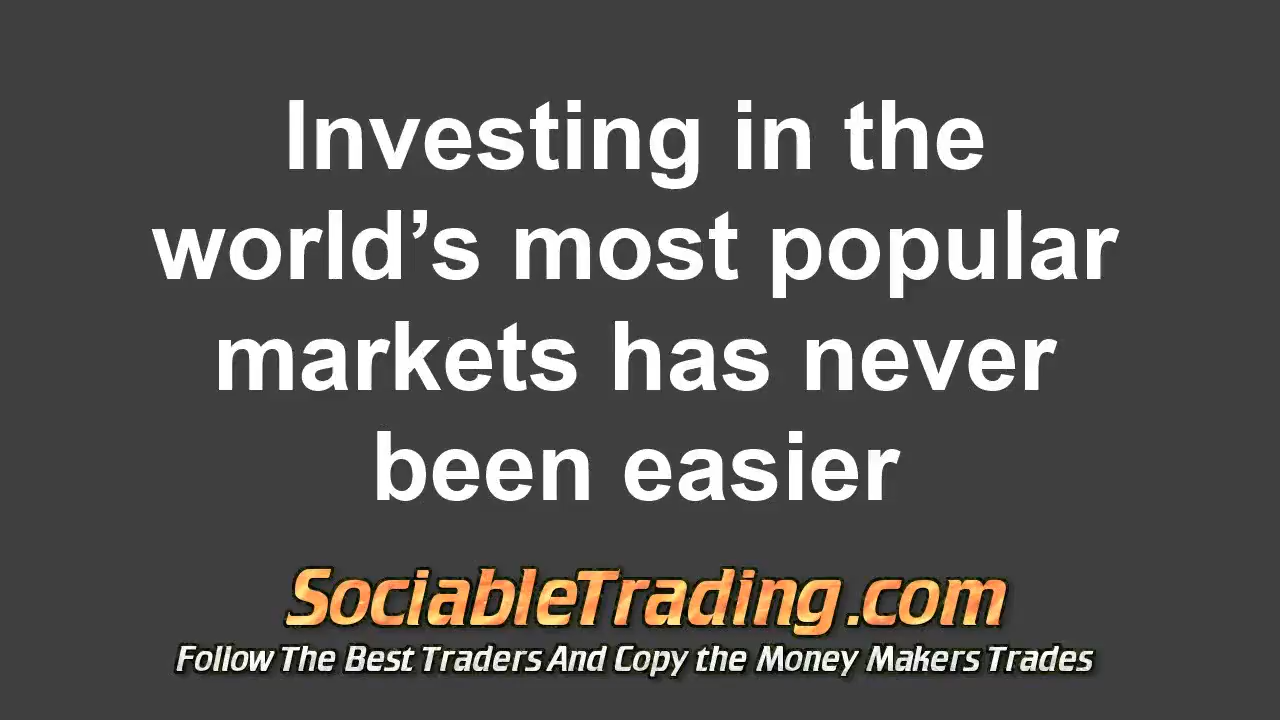 Investing in the
world’s most popular
markets has never
been easier
SociableTrading.com
Follow The Best Traders And Copy the Money Makers Trades